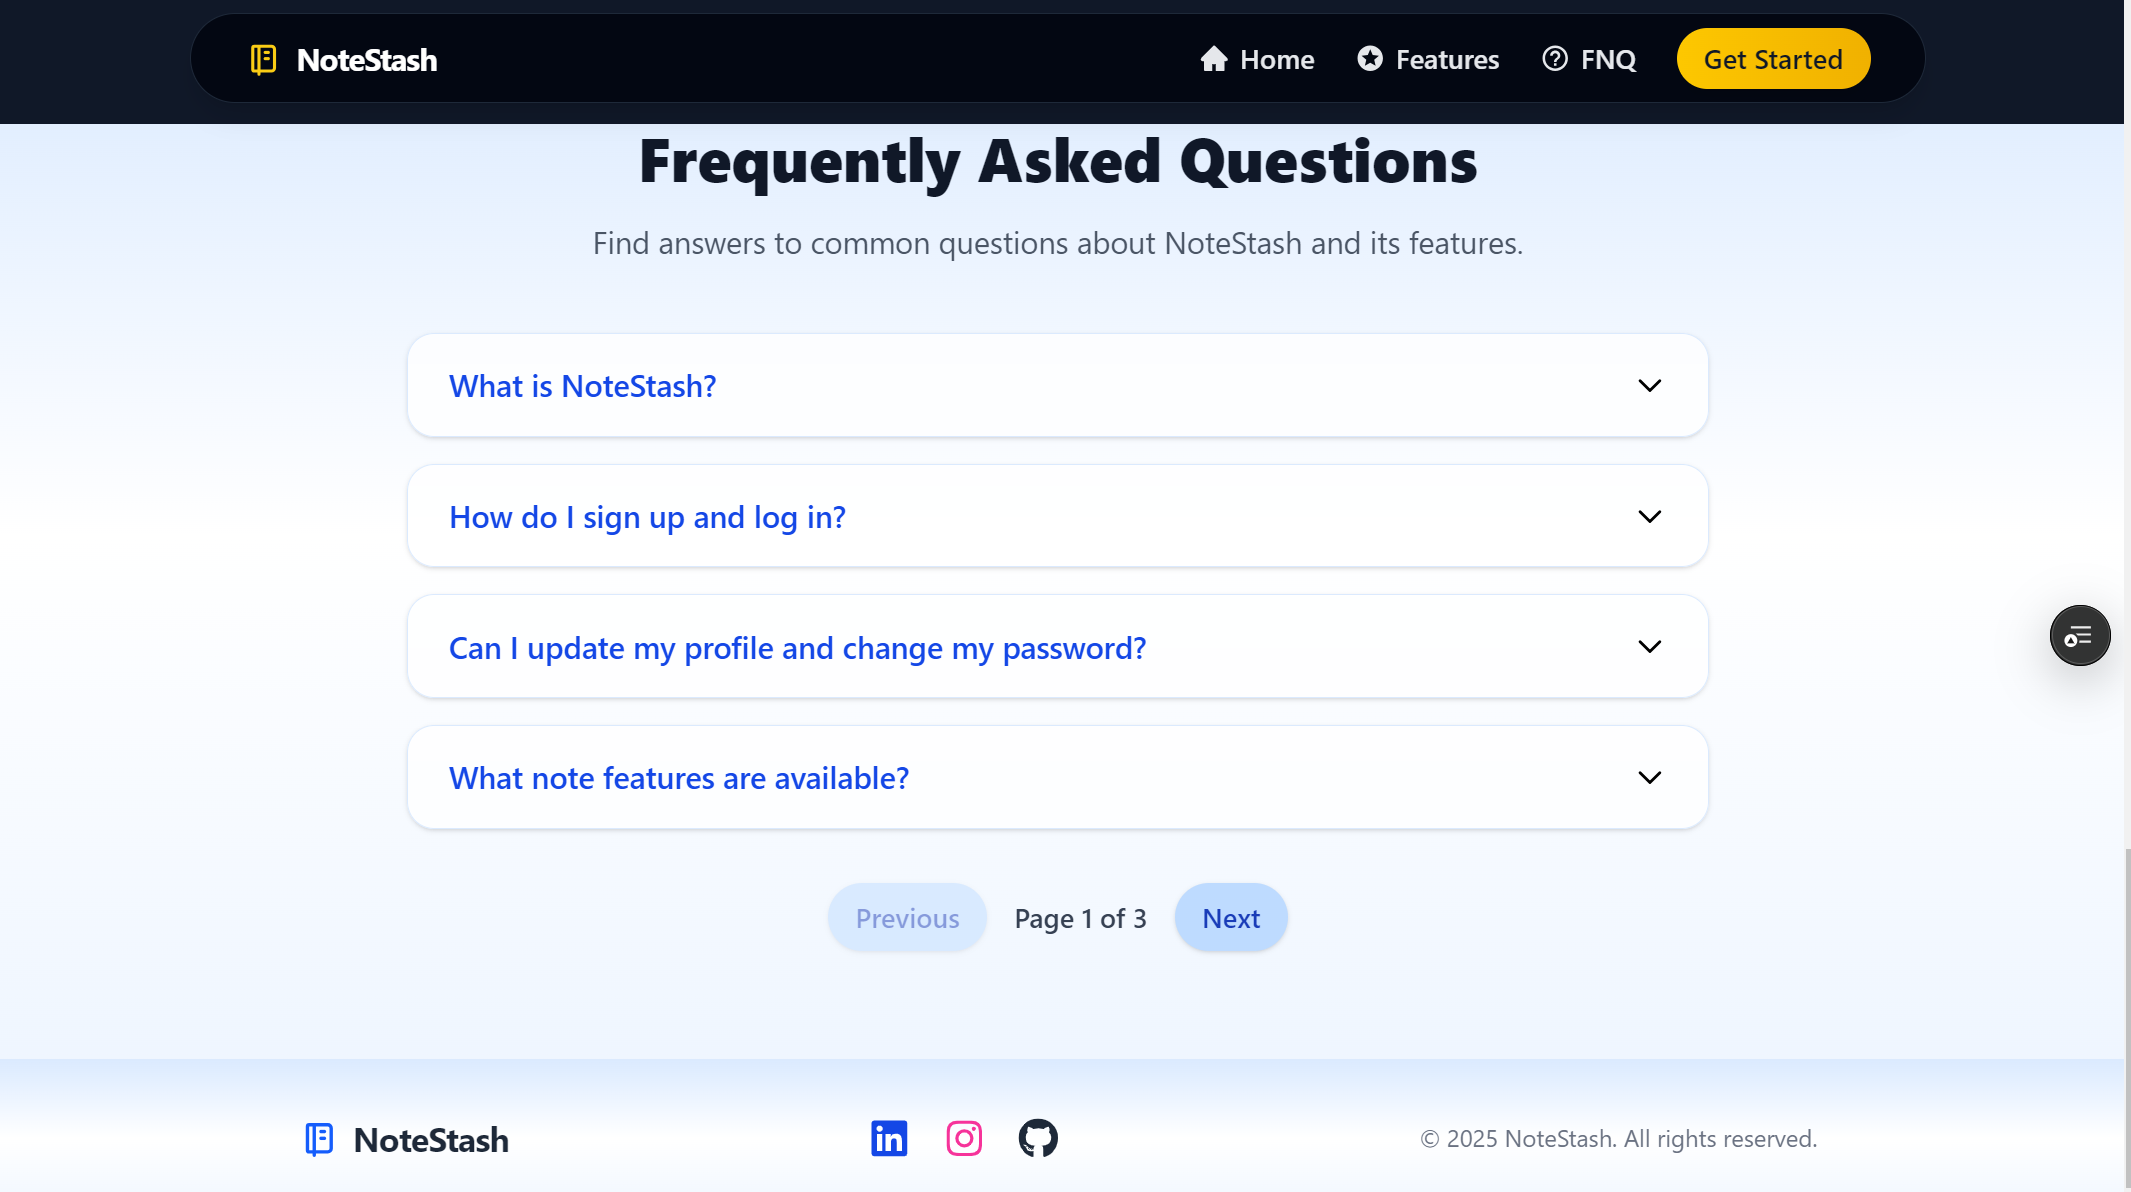 NoteStash
Home
Features
FNQ
Get Started
Frequently Asked Questions
Find answers to common questions about NoteStash and its features.
What is NoteStash?
How do I sign up and log in?
Can I update my profile and change my password?
What note features are available?
Previous
Page 1 of 3
Next
NoteStash
in
© 2025 NoteStash. All rights reserved.